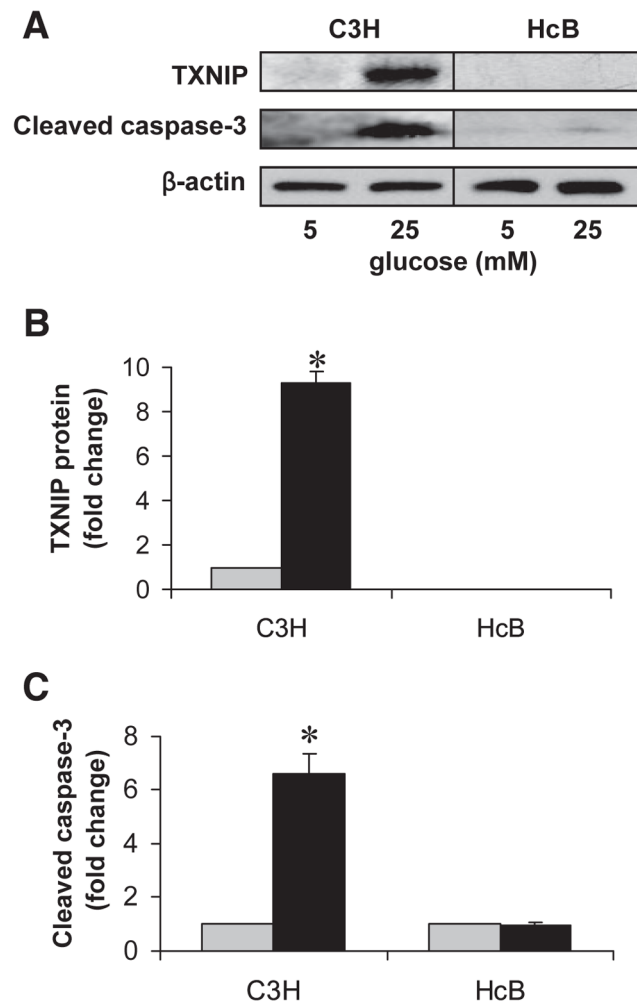 A
C3H HcB
TXNIP
Cleaved caspase-3
β-actin
5 25 5 25
glucose (mM)
B
TXNIP protein
(fold change)
10
8
6
4
2
0
*
C3H HcB
C
Cleaved caspase-3
(fold change)
8
6
4
2
0
*
C3H HcB